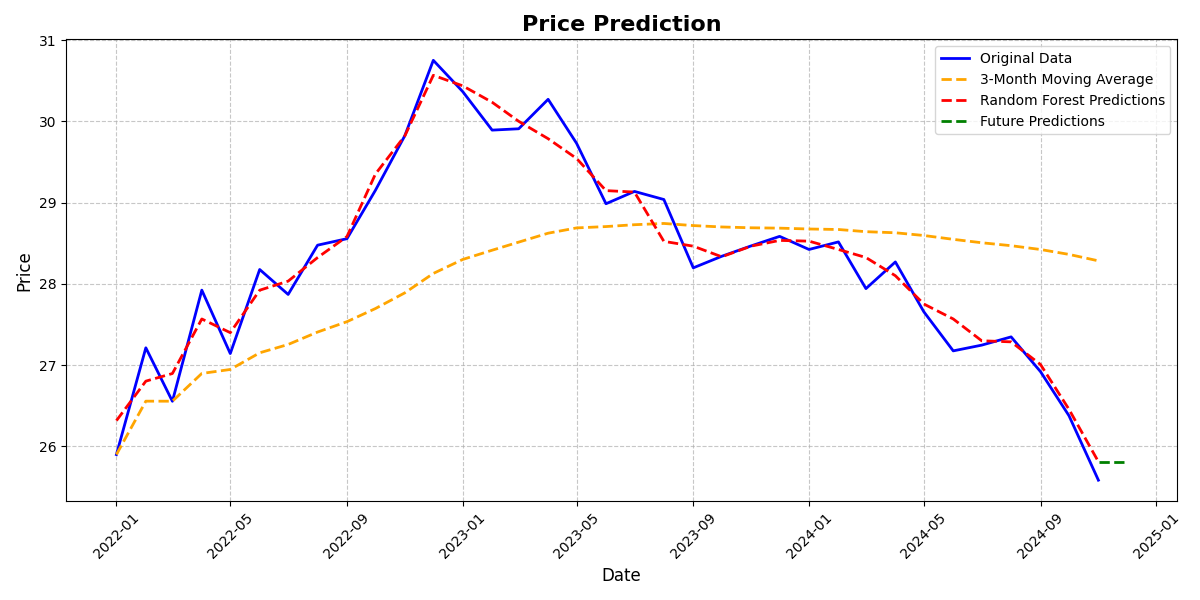 Price Prediction
Original Data
3-Month Moving Average
Random Forest Predictions
Future Predictions
Price
31
30
29
28
27
26
2022-01
2022-05
2022-09
2023-01
2023-05
2023-09
2024-01
2024-05
2024-09
2025-01
Date